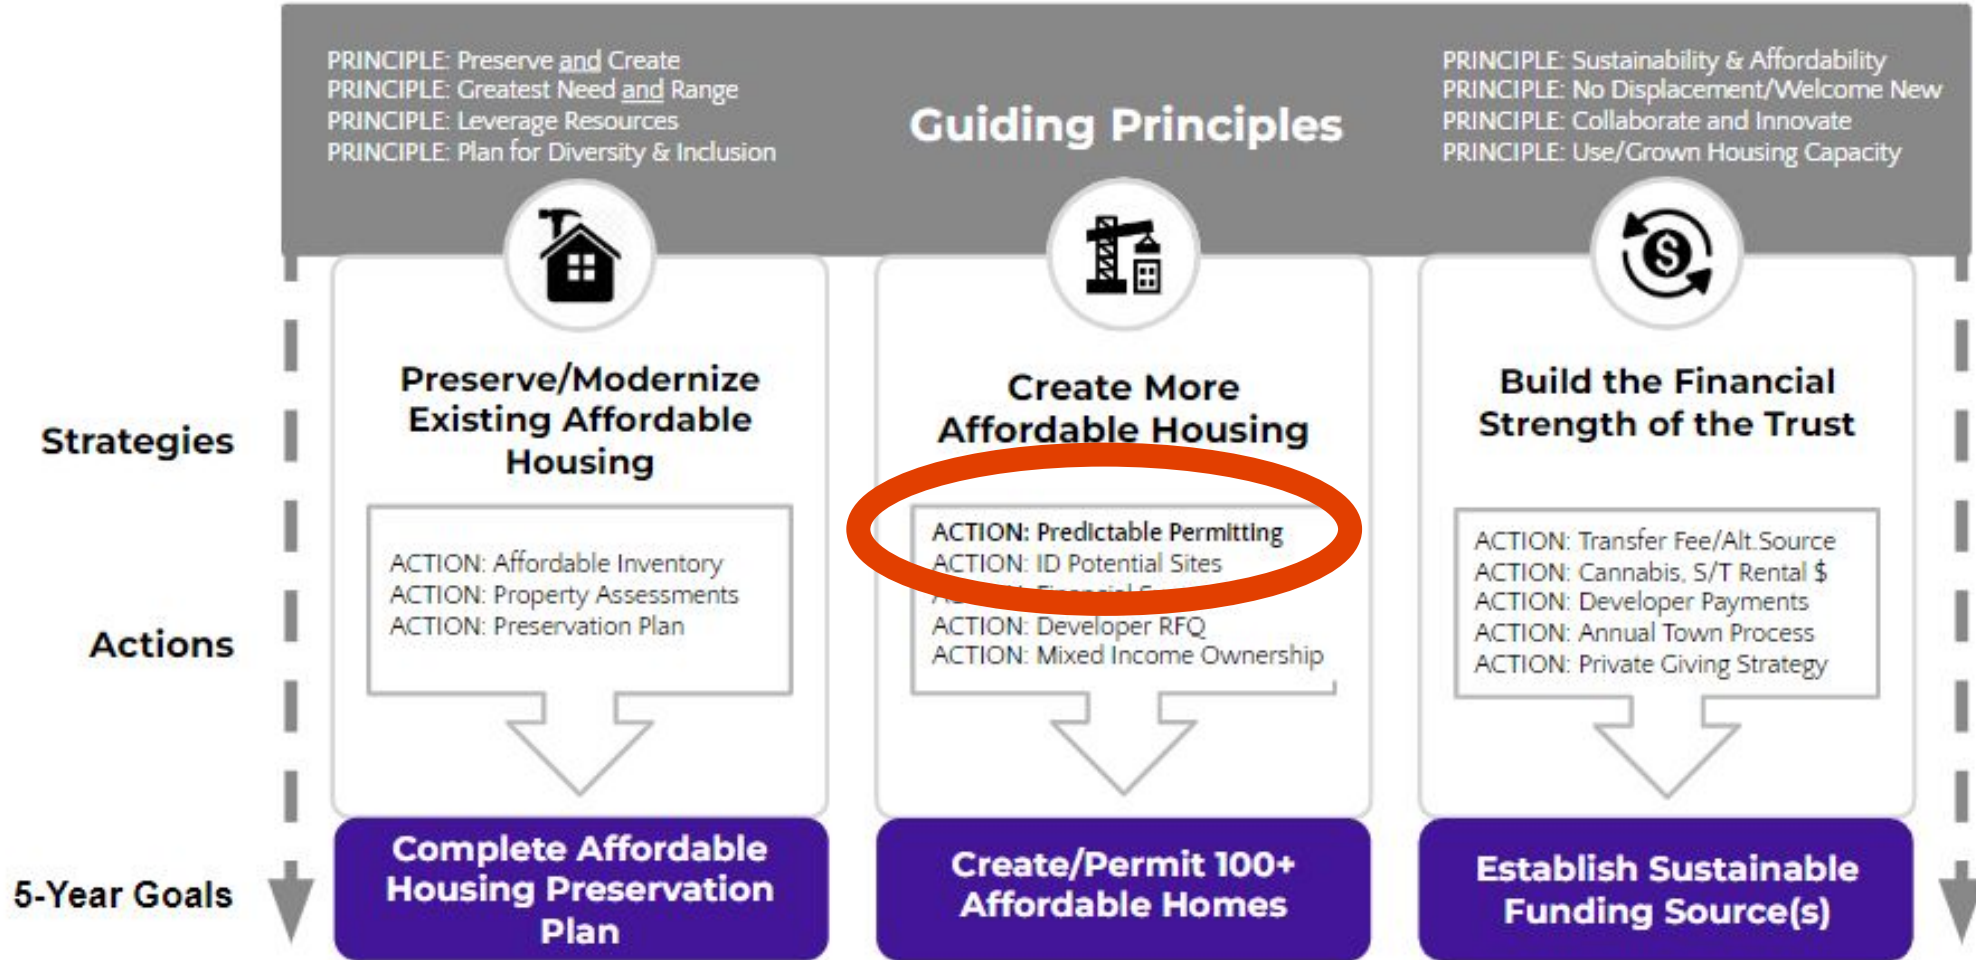 PRINCIPLE: Preserve and Create
PRINCIPLE: Greatest Need and Range
PRINCIPLE: Leverage Resources
PRINCIPLE: Plan for Diversity & Inclusion
Guiding Principles
PRINCIPLE: Sustainability & Affordability
PRINCIPLE: No Displacement/Welcome New
PRINCIPLE: Collaborate and Innovate
PRINCIPLE: Use/Grown Housing Capacity
Strategies
Preserve/Modernize
Existing Affordable
Housing
Create More
Affordable Housing
Build the Financial
Strength of the Trust
Actions
ACTION: Affordable Inventory
ACTION: Property Assessments
ACTION: Preservation Plan
ACTION: Predictable Permitting
ACTION: ID Potential Sites
Financial
ACTION: Developer RFQ
ACTION: Mixed Income Ownership
ACTION: Transfer Fee/Alt.Source
ACTION: Cannabis, S/T Rental $
ACTION: Developer Payments
ACTION: Annual Town Process
ACTION: Private Giving Strategy
5-Year Goals
Complete Affordable
Housing Preservation
Plan
Create/Permit 100+
Affordable Homes
Establish Sustainable
Funding Source(s)